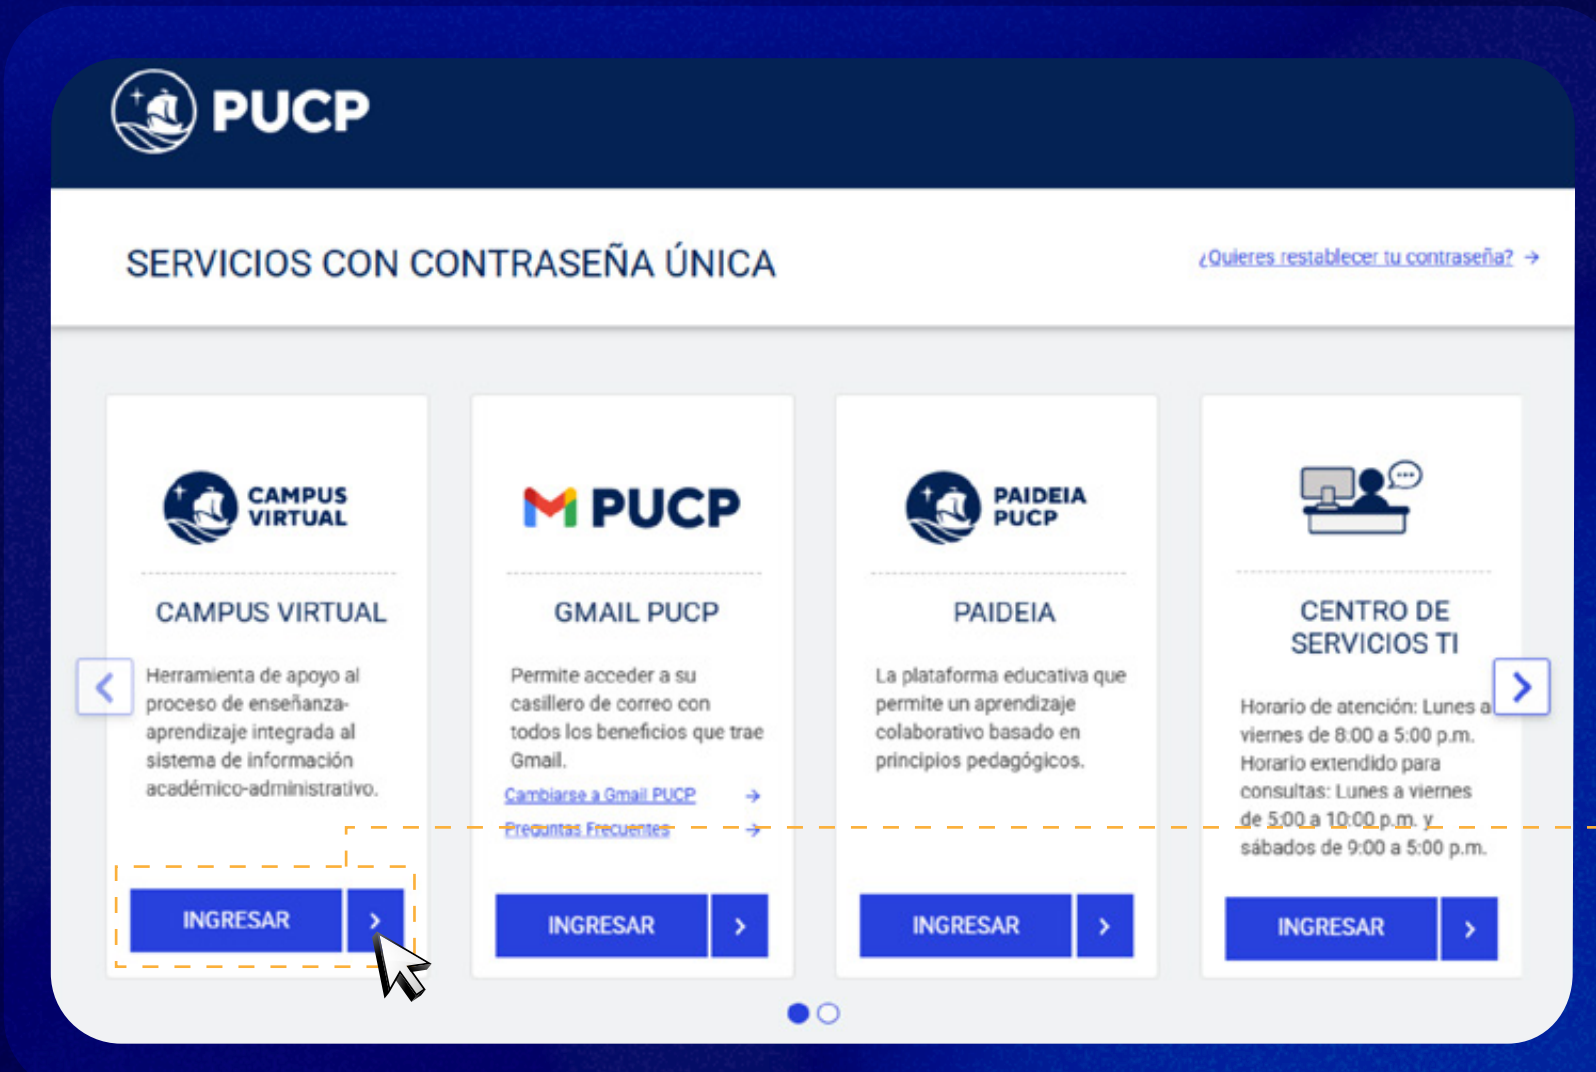 PUCP
SERVICIOS CON CONTRASEÑA ÚNICA
¿Quieres restablecer tu contraseña?
CAMPUS
VIRTUAL
CAMPUS VIRTUAL
Herramienta de apoyo al
proceso de enseñanza-
aprendizaje integrada al
sistema de información
académico-administrativo.
INGRESAR
PUCP
GMAIL PUCP
Permite acceder a su
casillero de correo con
todos los beneficios que trae
Gmail.
Cambiarse a Gmail PUCP
Preguntas Frecuentes
INGRESAR
PAIDEIA
PUCP
PAIDEIA
La plataforma educativa que
permite un aprendizaje
colaborativo basado en
principios pedagógicos.
INGRESAR
CENTRO DE
SERVICIOS TI
Horario de atención: Lunes a
viernes de 8:00 a 5:00 p.m.
Horario extendido para
consultas: Lunes a viernes
de 5:00 a 10:00 p.m. y
sábados de 9:00 a 5:00 p.m.
INGRESAR